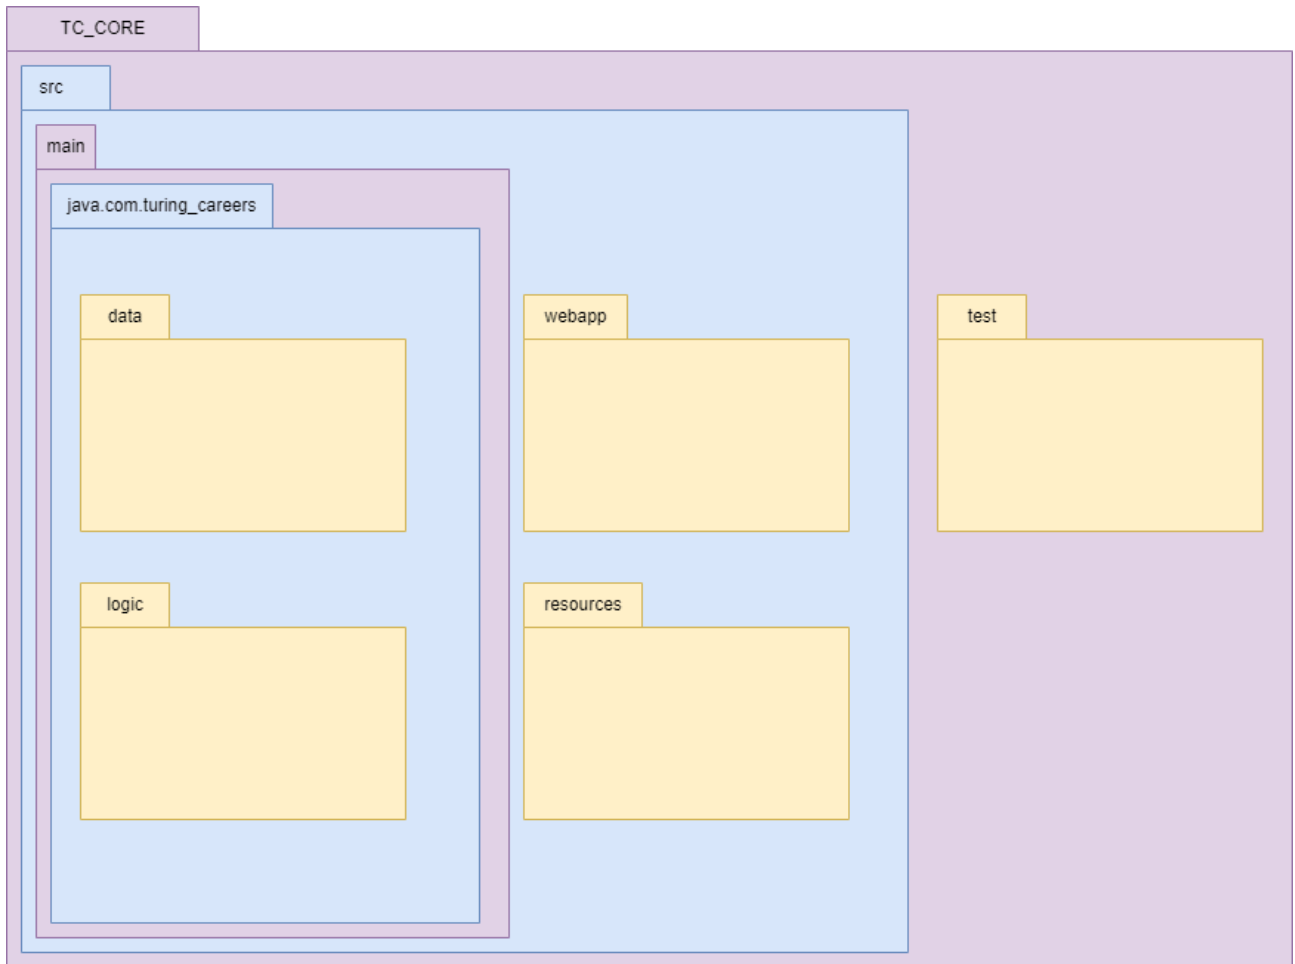 TC_CORE
src
main
java.com.turing_careers
data
webapp
test
logic
resources